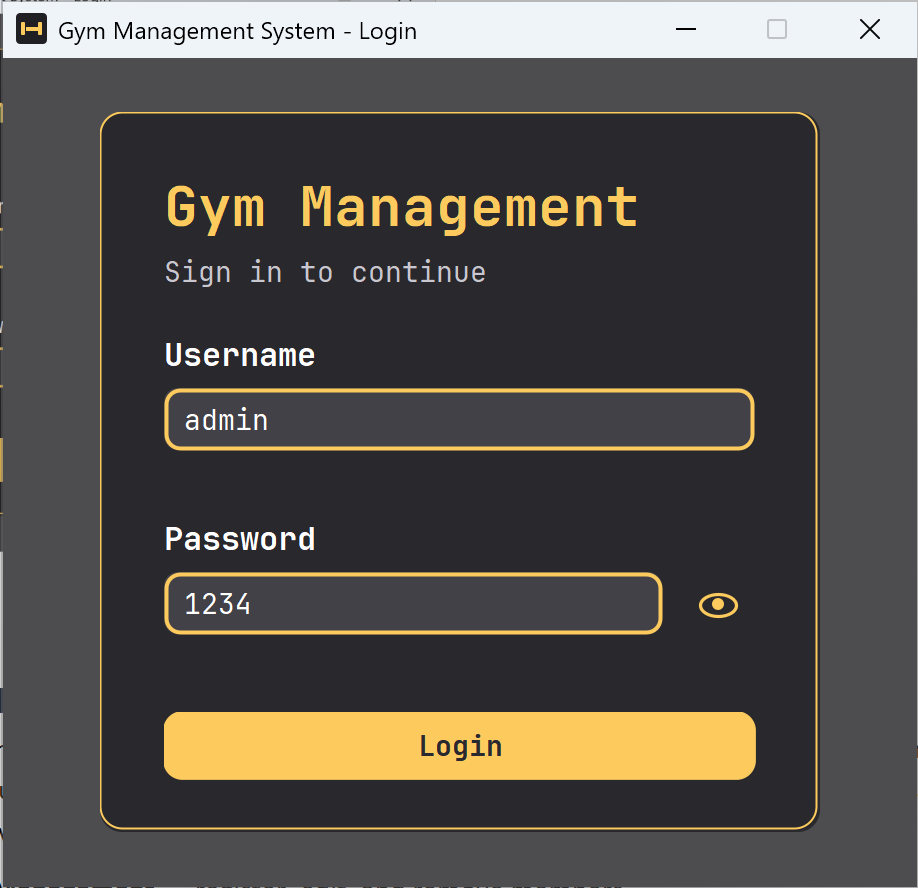 Gym Management System - Login
Gym Management
Sign in to continue
Username
admin
Password
1234
Login